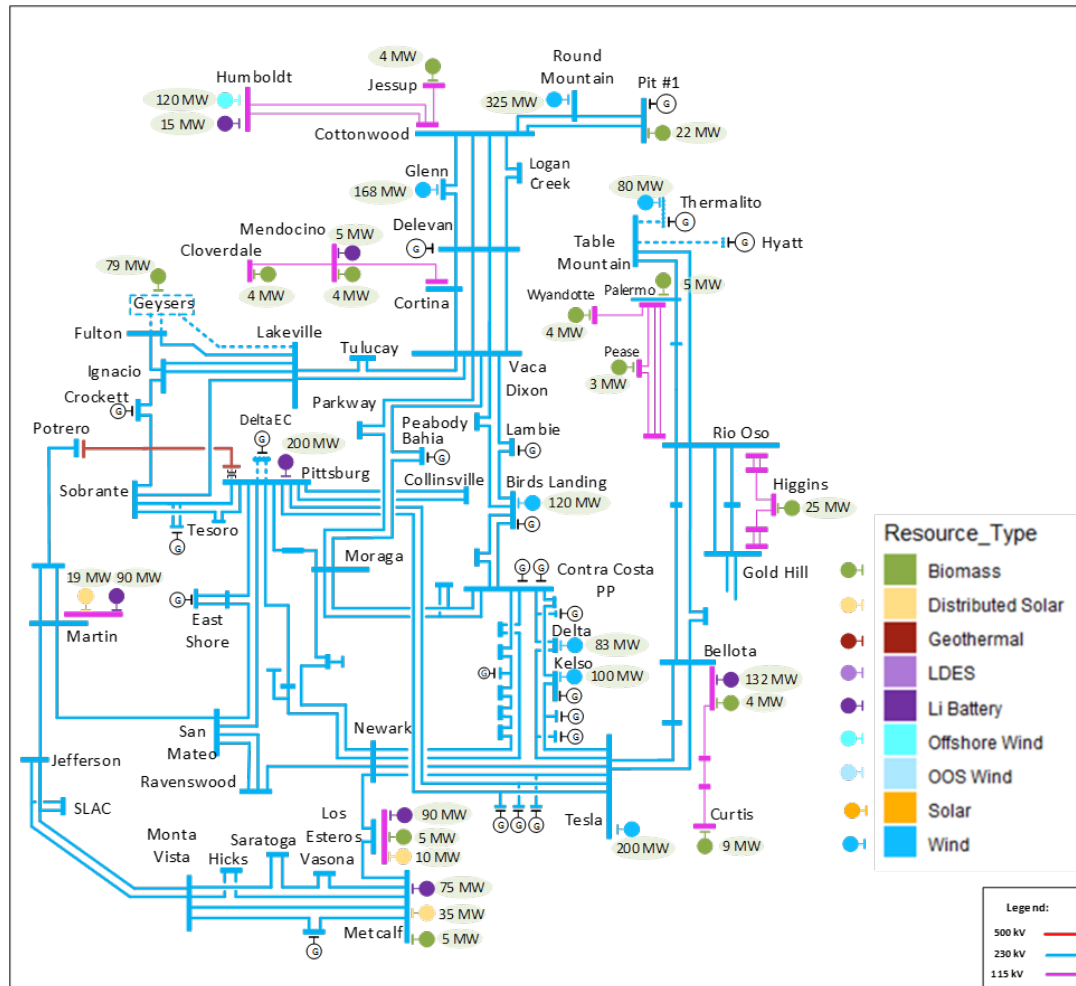 4 MW
Round
Mountain
Humboldt
Jessup
Pit #1
120 MW
325 MW
G
15 MW
22 MW
Cottonwood
Glenn
Logan
Creek
168 MW
80 MW
Thermalito
G
Mendocino
5 MW
Delevan
G
Table
Mountain
G
Hyatt
Cloverdale
79 MW
4 MW
4 MW
Cortina
Wyandotte
Palermo
5 MW
Geysers
4 MW
Fulton
Lakeville
Tulucay
Pease
Ignacio
Vaca
Dixon
3 MW
Crockett
G
Parkway
Potrero
Delta EC
G
200 MW
Peabody
Bahia
G
Lambie
G
Rio Oso
Pittsburg
Collinsville
Birds Landing
Higgins
Sobrante
120 MW
25 MW
G
Tesoro
G
Moraga
Gold Hill
Contra Costa
PP
G
G
19 MW
90 MW
G
East
Shore
G
Martin
Delta
83 MW
Kelso
G
100 MW
Bellota
132 MW
G
4 MW
G
San
Mateo
Newark
G
Jefferson
Ravenswood
SLAC
Los
Esteros
90 MW
G
G
G
Tesla
Curtis
5 MW
200 MW
9 MW
Monta
Vista
Saratoga
Hicks
Vasona
10 MW
75 MW
35 MW
Metcalf
5 MW
G
Resource_Type
Biomass
Distributed Solar
Geothermal
LDES
Li Battery
Offshore Wind
OOS Wind
Solar
Wind
Legend:
500 kV
230 kV
115 kV